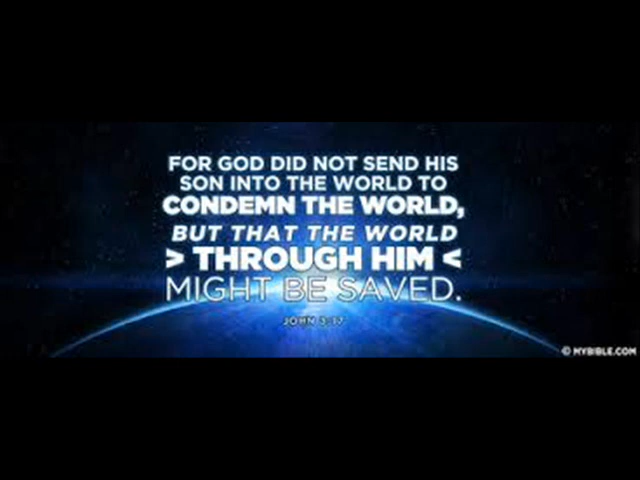 FOR GOD DID NOT SEND HIS
SON INTO THE WORLD TO
CONDEMN THE WORLD,
BUT THAT THE WORLD
> THROUGH HIM <
MIGHT BE SAVED.
JOHN 3:17
© MYBIBLE.COM